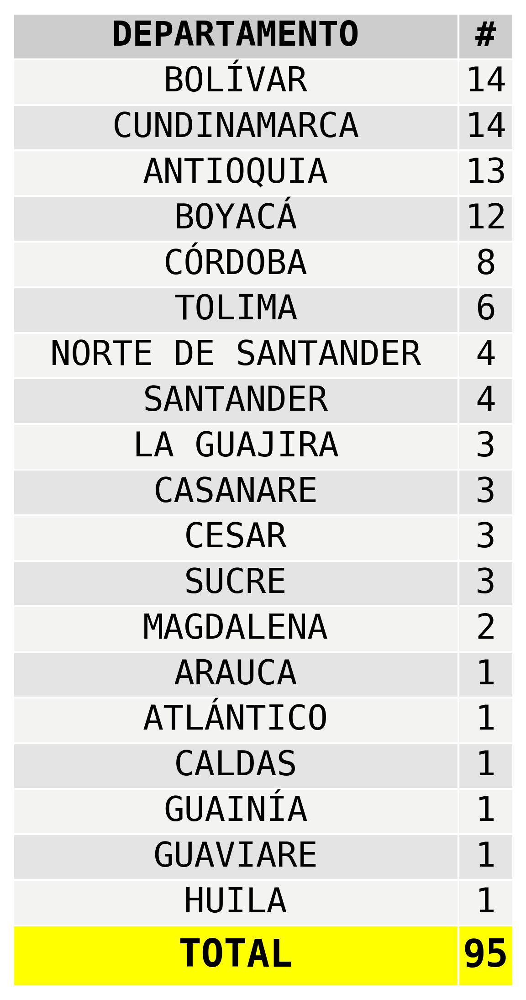 DEPARTAMENTO #
BOLÍVAR 14
CUNDINAMARCA 14
ANTIOQUIA 13
BOYACÁ 12
CÓRDOBA 8
TOLIMA 6
NORTE DE SANTANDER 4
SANTANDER 4
LA GUAJIRA 3
CASANARE 3
CESAR 3
SUCRE 3
MAGDALENA 2
ARAUCA 1
ATLÁNTICO 1
CALDAS 1
GUAINÍA 1
GUAVIARE 1
HUILA 1
TOTAL 95